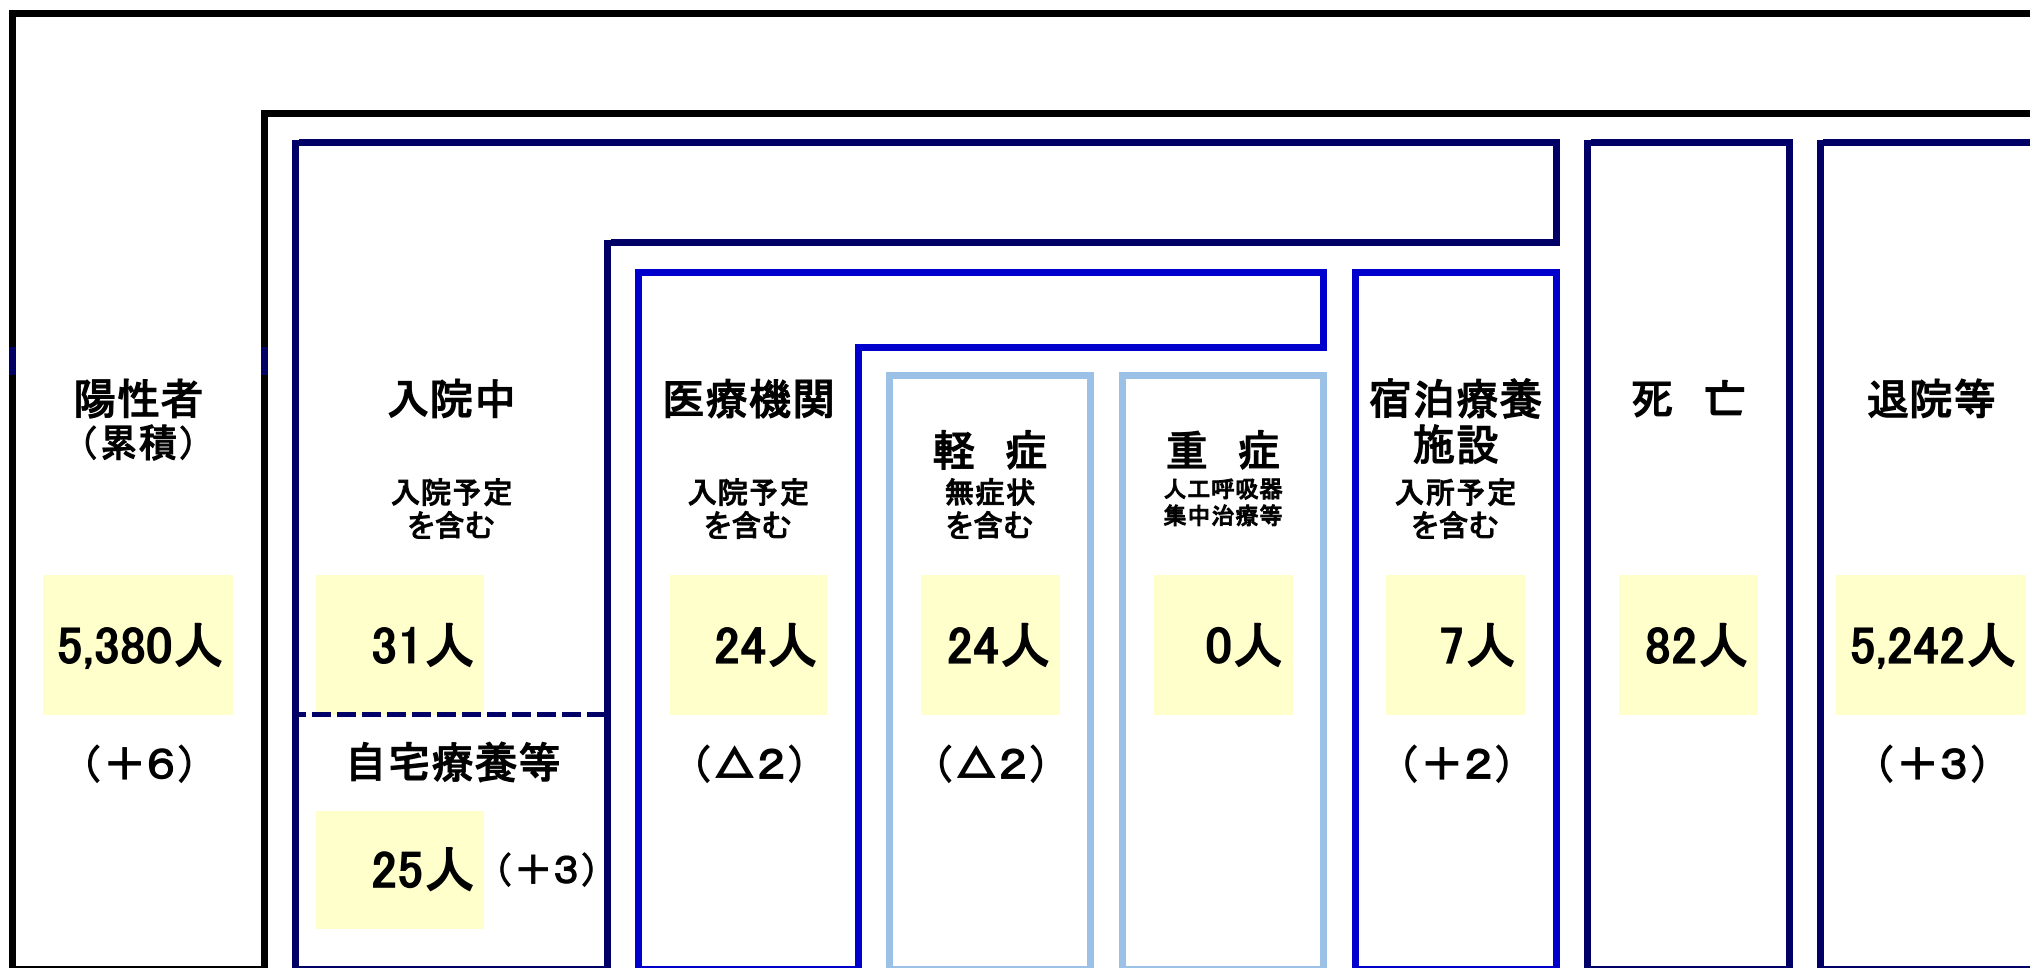 陽性者
（累積）
5,380人
（＋6）
入院中
入院予定
を含む
31人
自宅療養等
25人（＋3）
医療機関
入院予定
を含む
24人
（△2）
軽　症
無症状
を含む
24人
（△2）
重　症
人工呼吸器
集中治療等
0人
宿泊療養
施設
入所予定
を含む
7人
（＋2）
死　亡
82人
退院等
5,242人
（＋3）